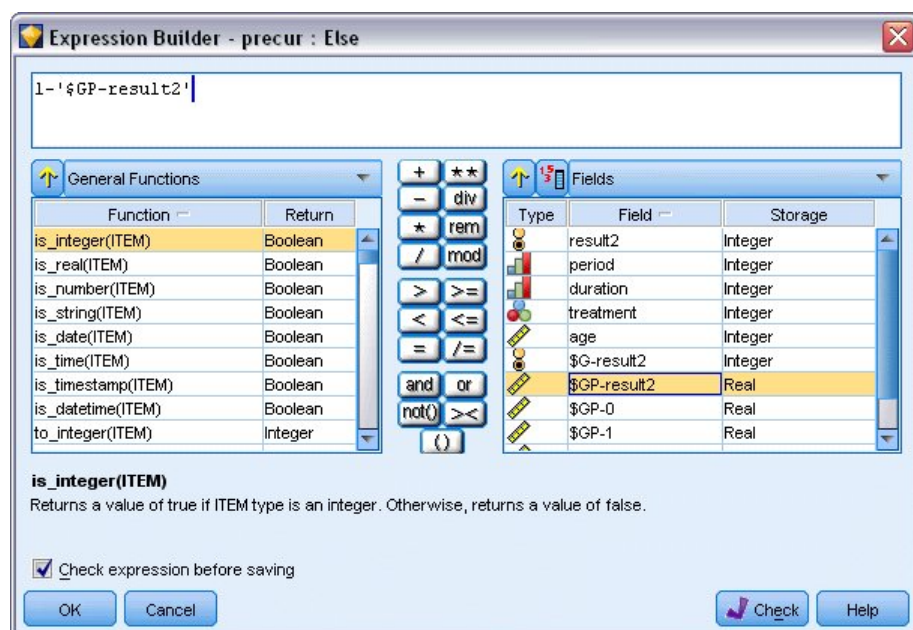 Expression Builder - precur : Else
1-'$GP-result2'
General Functions
Function Return
is_integer(ITEM) Boolean
is_real(ITEM) Boolean
is_number(ITEM) Boolean
is_string(ITEM) Boolean
is_date(ITEM) Boolean
is_time(ITEM) Boolean
is_timestamp(ITEM) Boolean
is_datetime(ITEM) Boolean
to_integer(ITEM) Integer
+ **
- div
* rem
/ mod
> >=
< <=
= /=
and or
not() ><
()
Fields
Type Field Storage
result2 Integer
period Integer
duration Integer
treatment Integer
age Integer
$G-result2 Integer
$GP-result2 Real
$GP-0 Real
$GP-1 Real
is_integer(ITEM)
Returns a value of true if ITEM type is an integer. Otherwise, returns a value of false.
Check expression before saving
OK Cancel Check Help